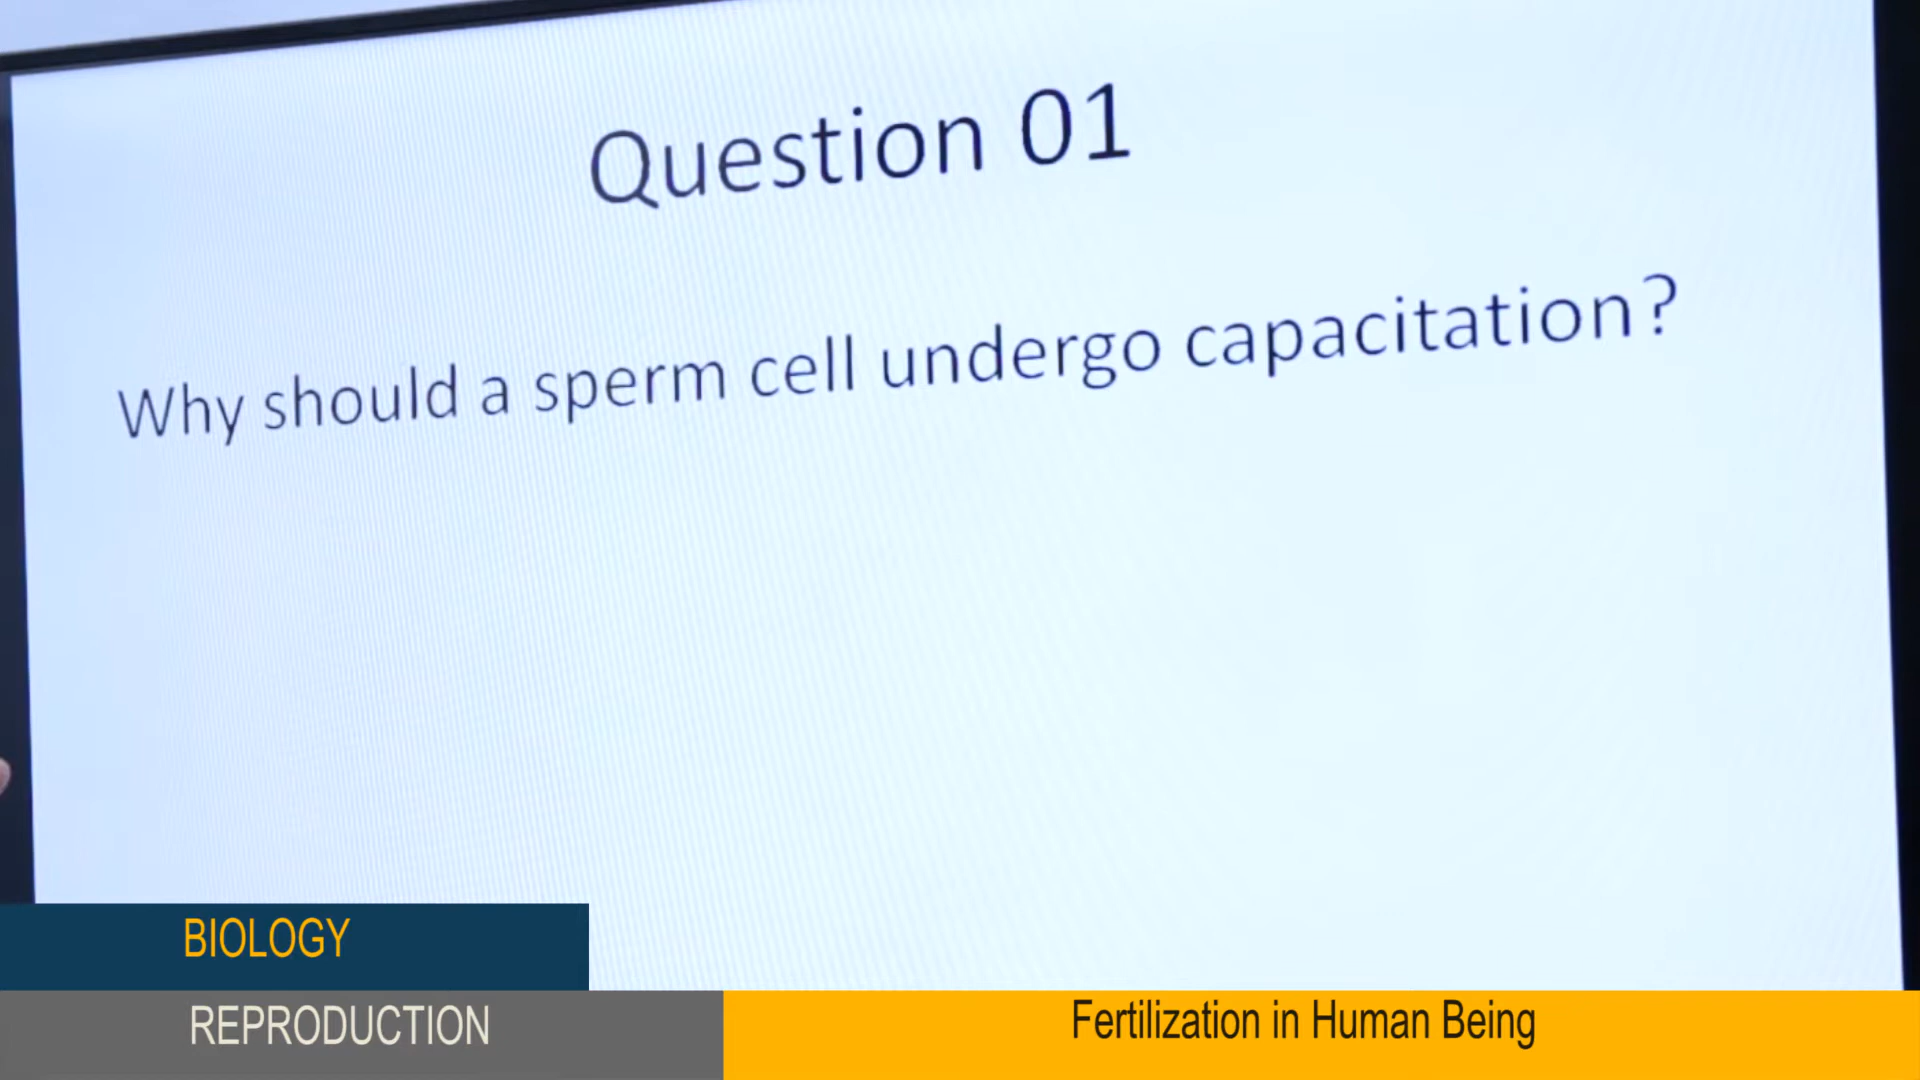 Question 01
Why should a sperm cell undergo capacitation?
BIOLOGY
REPRODUCTION
Fertilization in Human Being